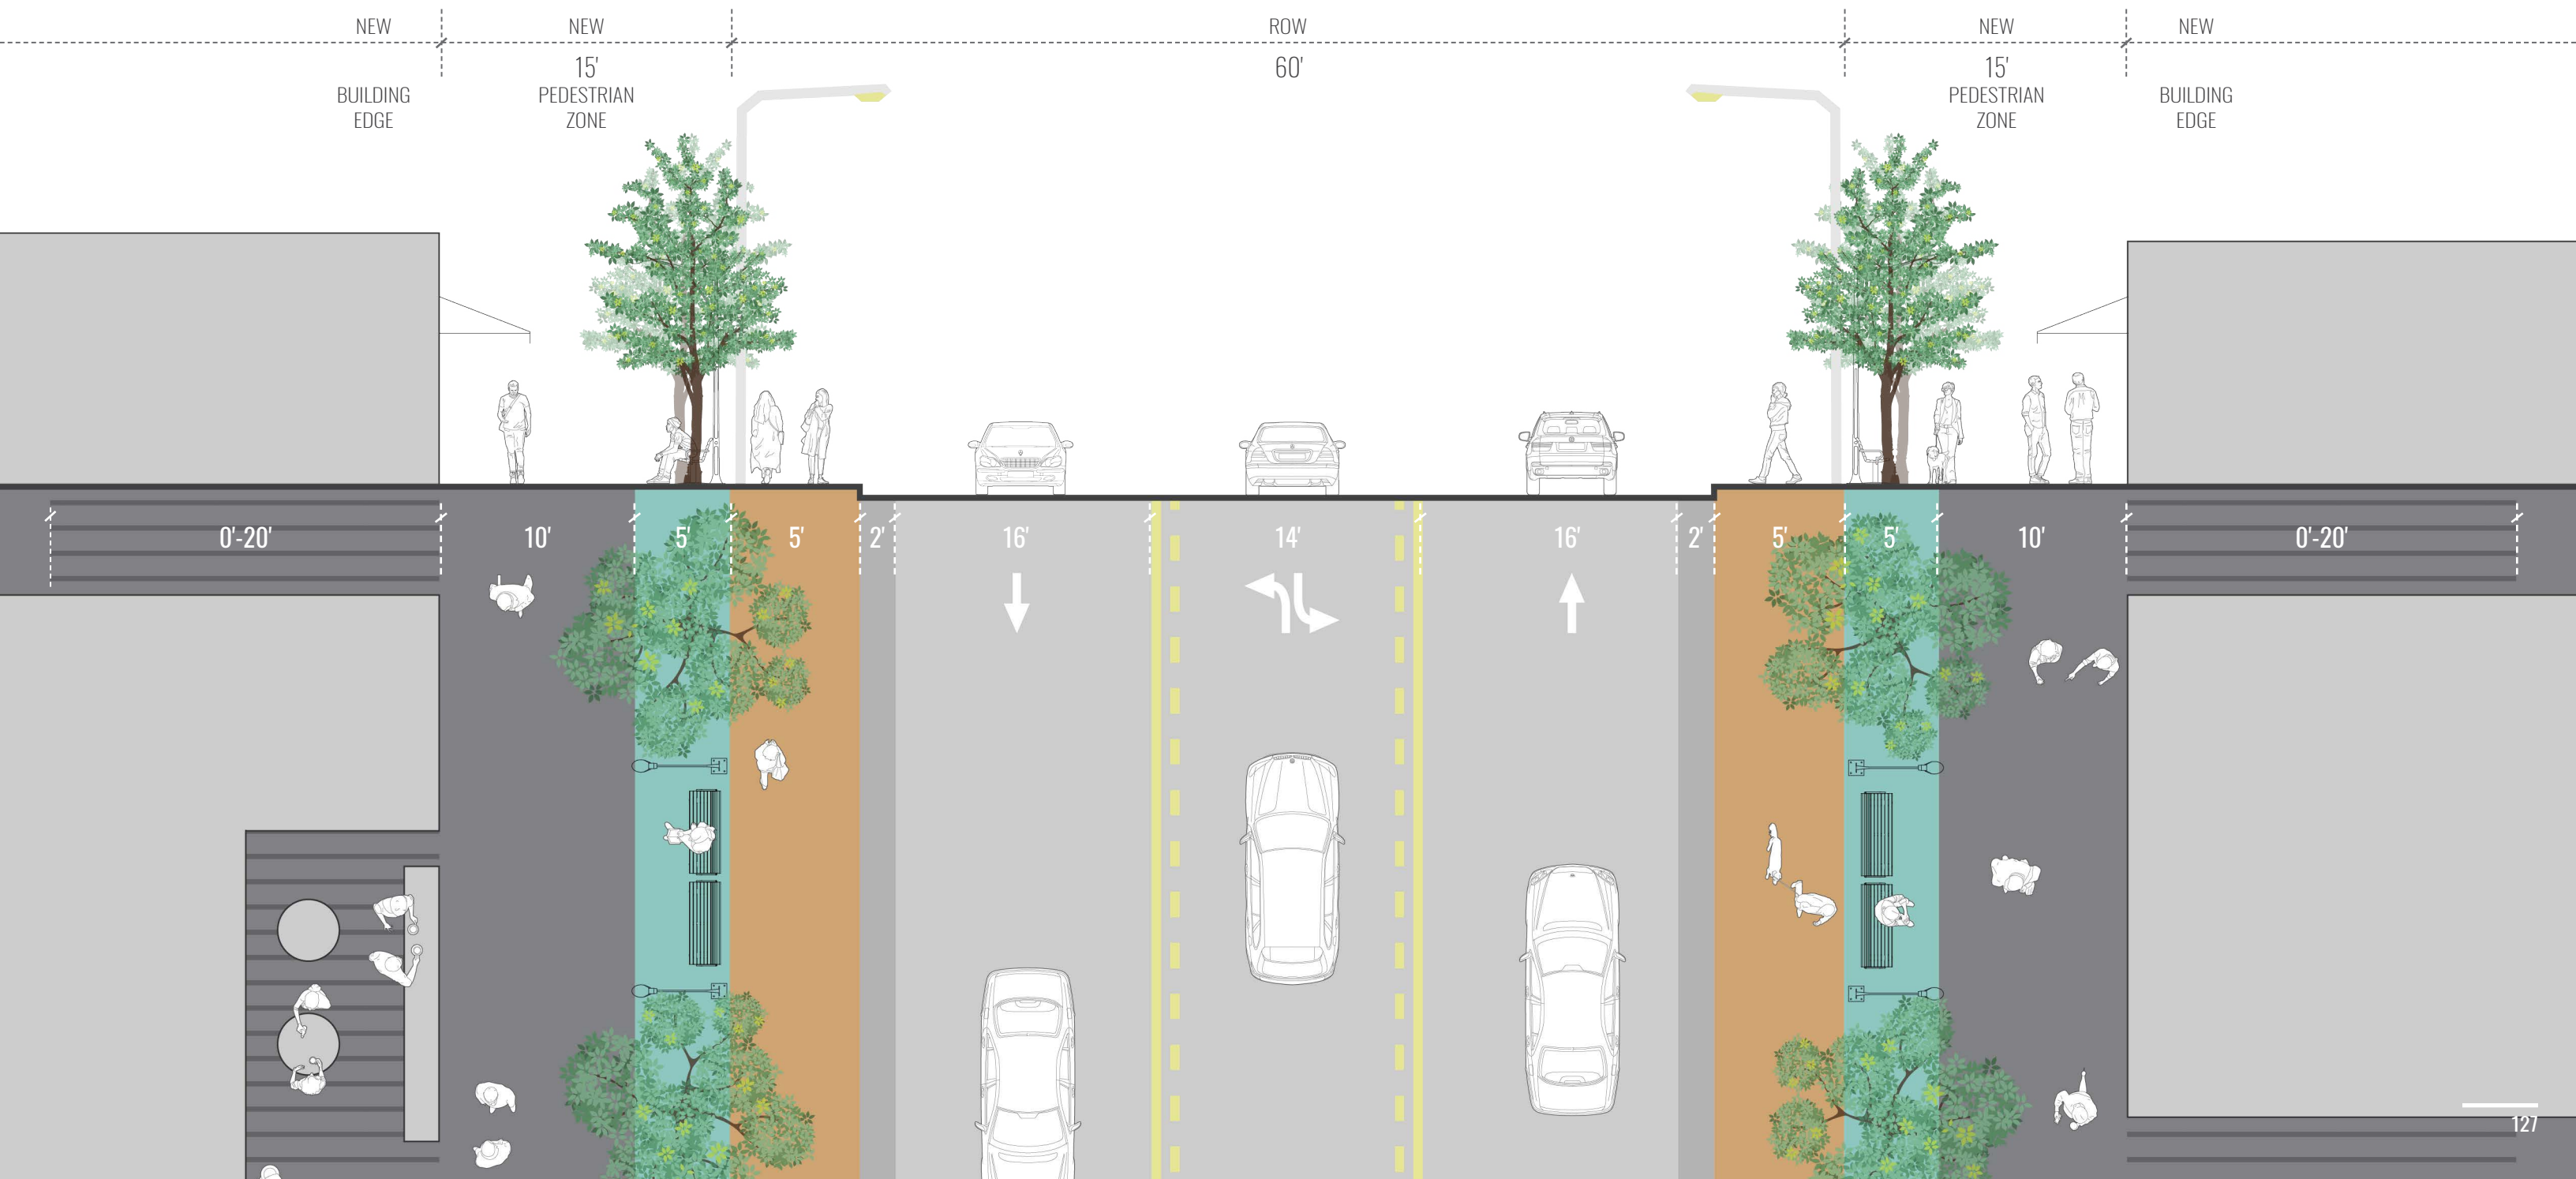 NEW
NEW
ROW
NEW
NEW
15'
60'
15'
BUILDING
EDGE
PEDESTRIAN
ZONE
PEDESTRIAN
ZONE
BUILDING
EDGE
0'-20'
10'
5'
5'
2'
16'
14'
16'
2'
5'
5'
10'
0'-20'
127